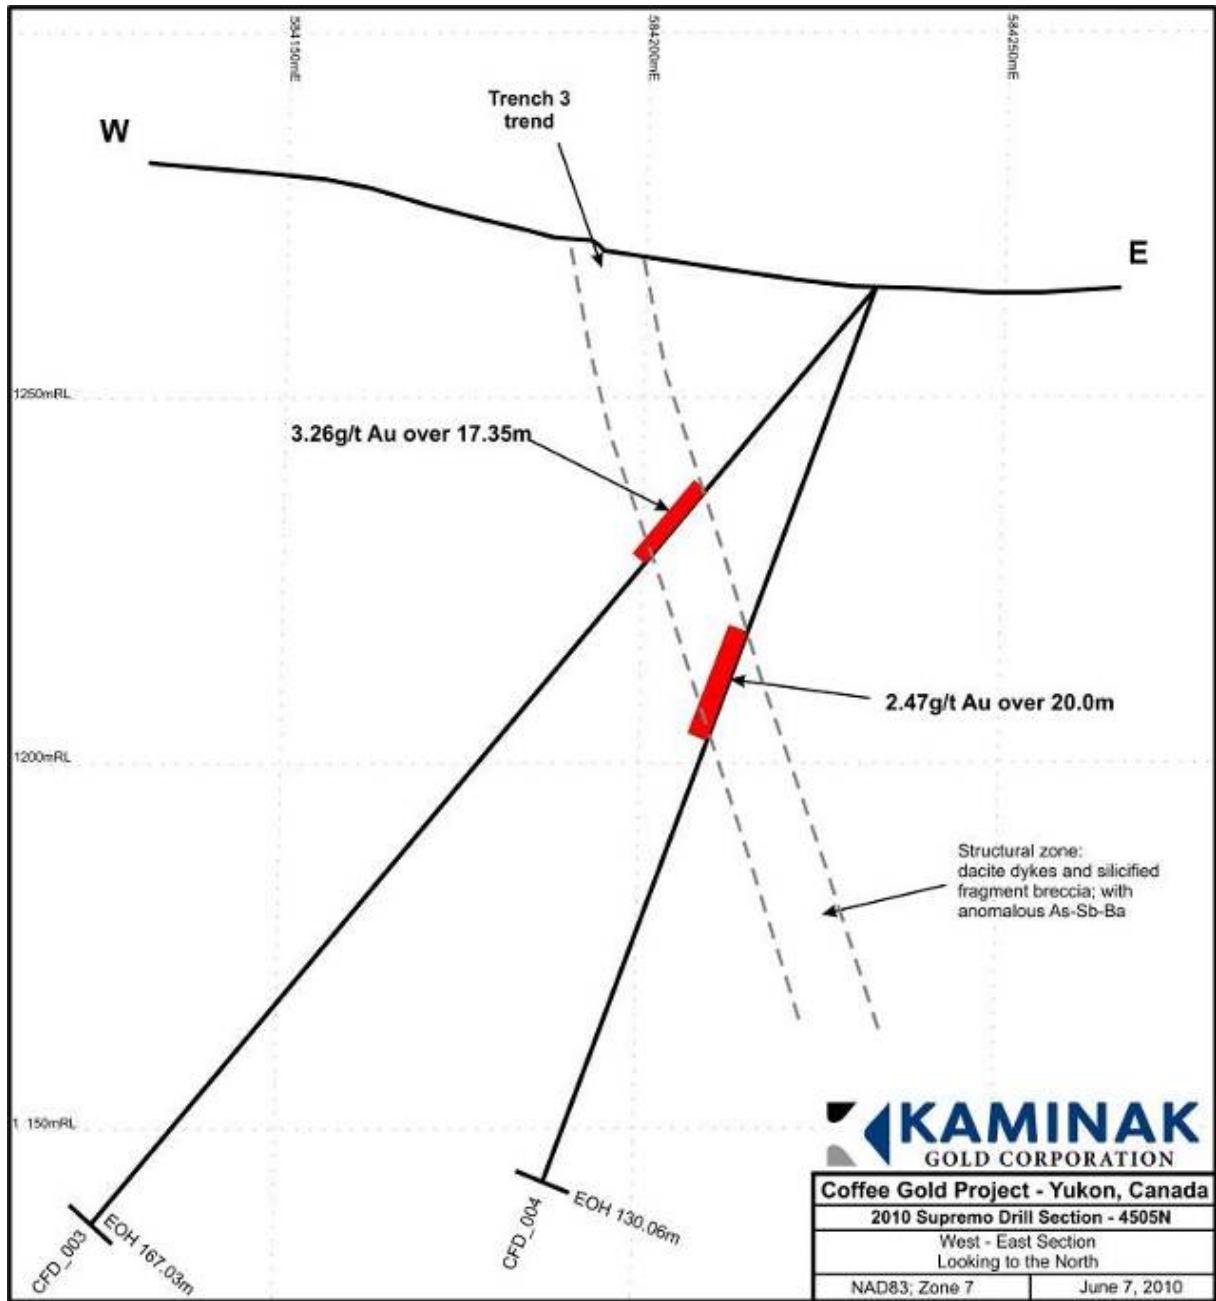 584150mE
584200mE
584250mE
Trench 3
trend
W
E
1250mRL
3.26g/t Au over 17.35m
2.47g/t Au over 20.0m
1200mRL
Structural zone:
dacite dykes and silicified
fragment breccia; with
anomalous As-Sb-Ba
1150mRL
EOH 167.03m
CFD_003
EOH 130.06m
CFD_004
KAMINAK
GOLD CORPORATION
Coffee Gold Project - Yukon, Canada
2010 Supremo Drill Section - 4505N
West - East Section
Looking to the North
NAD83; Zone 7
June 7, 2010